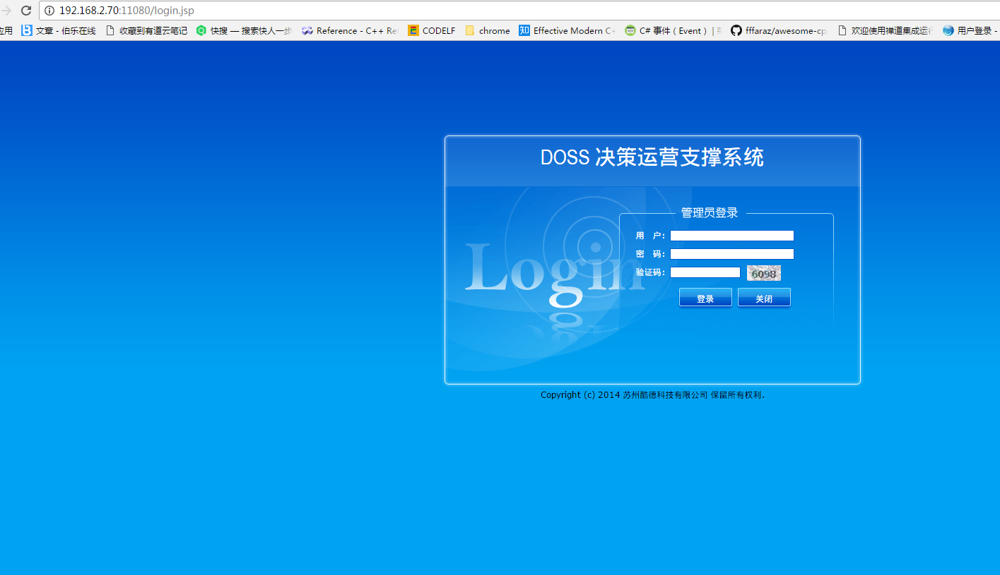 192.168.2.70:11080/login.jsp
应用 文章 - 伯乐在线 收藏到有道云笔记 快搜 — 搜索快人一步 Reference - C++ Re CODELF chrome Effective Modern C+ C# 事件 ( Event ) | fffaraz/awesome-cp 欢迎使用禅道集成运行 用户登录 -
DOSS 决策运营支撑系统
管理员登录
用 户:
密 码:
验证码: 6098
Login
登录 关闭
Copyright (c) 2014 苏州酷德科技有限公司 保留所有权利.